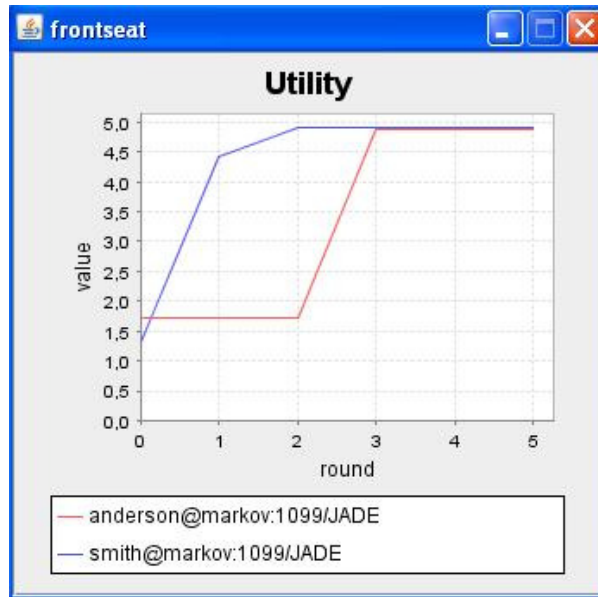 frontseat
Utility
5,0
4,5
4,0
3,5
3,0
2,5
2,0
1,5
1,0
0,5
0,0
value
0 1 2 3 4 5
round
anderson@markov:1099/JADE
smith@markov:1099/JADE